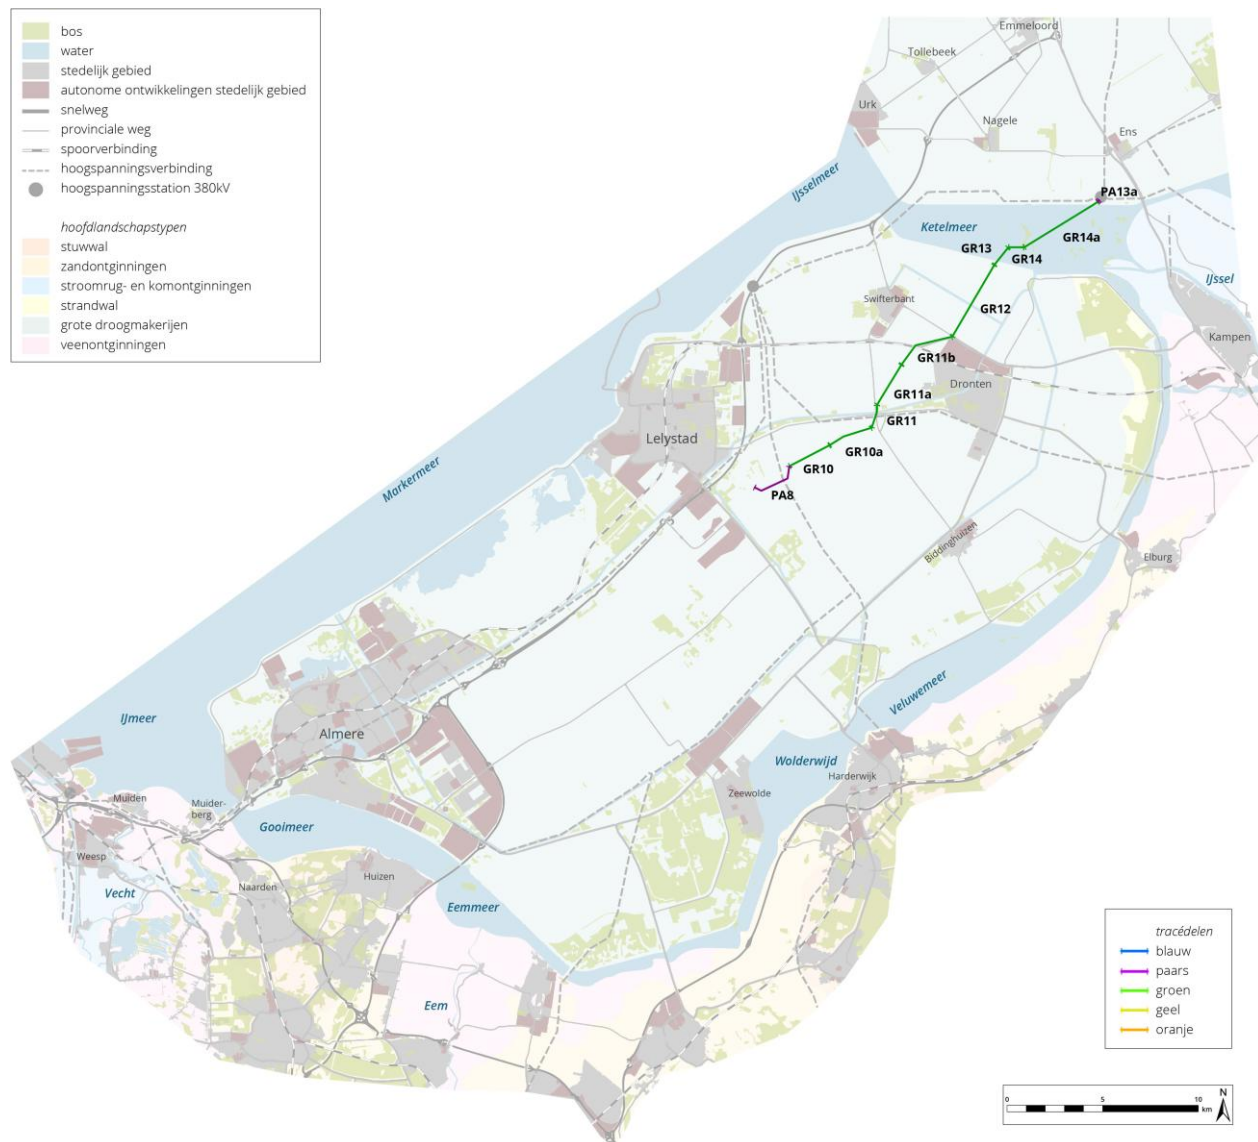 bos
water
stedelijk gebied
autonome ontwikkelingen stedelijk gebied
snelweg
provinciale weg
spoorverbinding
hoogspanningsverbinding
hoogspanningsstation 380kV
hoofdlandschapstypen
stuwwal
zandontginningen
stroomrug- en komontginningen
strandwal
grote droogmakerijen
veenontginningen
Emmeloord
Tollebeek
Urk
Nagele
Ens
IJsselmeer
PA13a
Ketelmeer
GR13
GR14
GR14a
IJssel
Swifterbant
GR12
Kampen
GR11b
Dronten
GR11a
GR11
Lelystad
GR10a
GR10
PA8
Markermeer
Biddinghuizen
Elburg
Veluwemeer
IJmeer
Almere
Wolderwijd
Harderwijk
Zeewolde
Muiden
Muider-
berg
Gooimeer
Weesp
Vecht
Naarden
Huizen
Eemmeer
Eem
tracédelen
blauw
paars
groen
geel
oranje
0 5 10
km
N